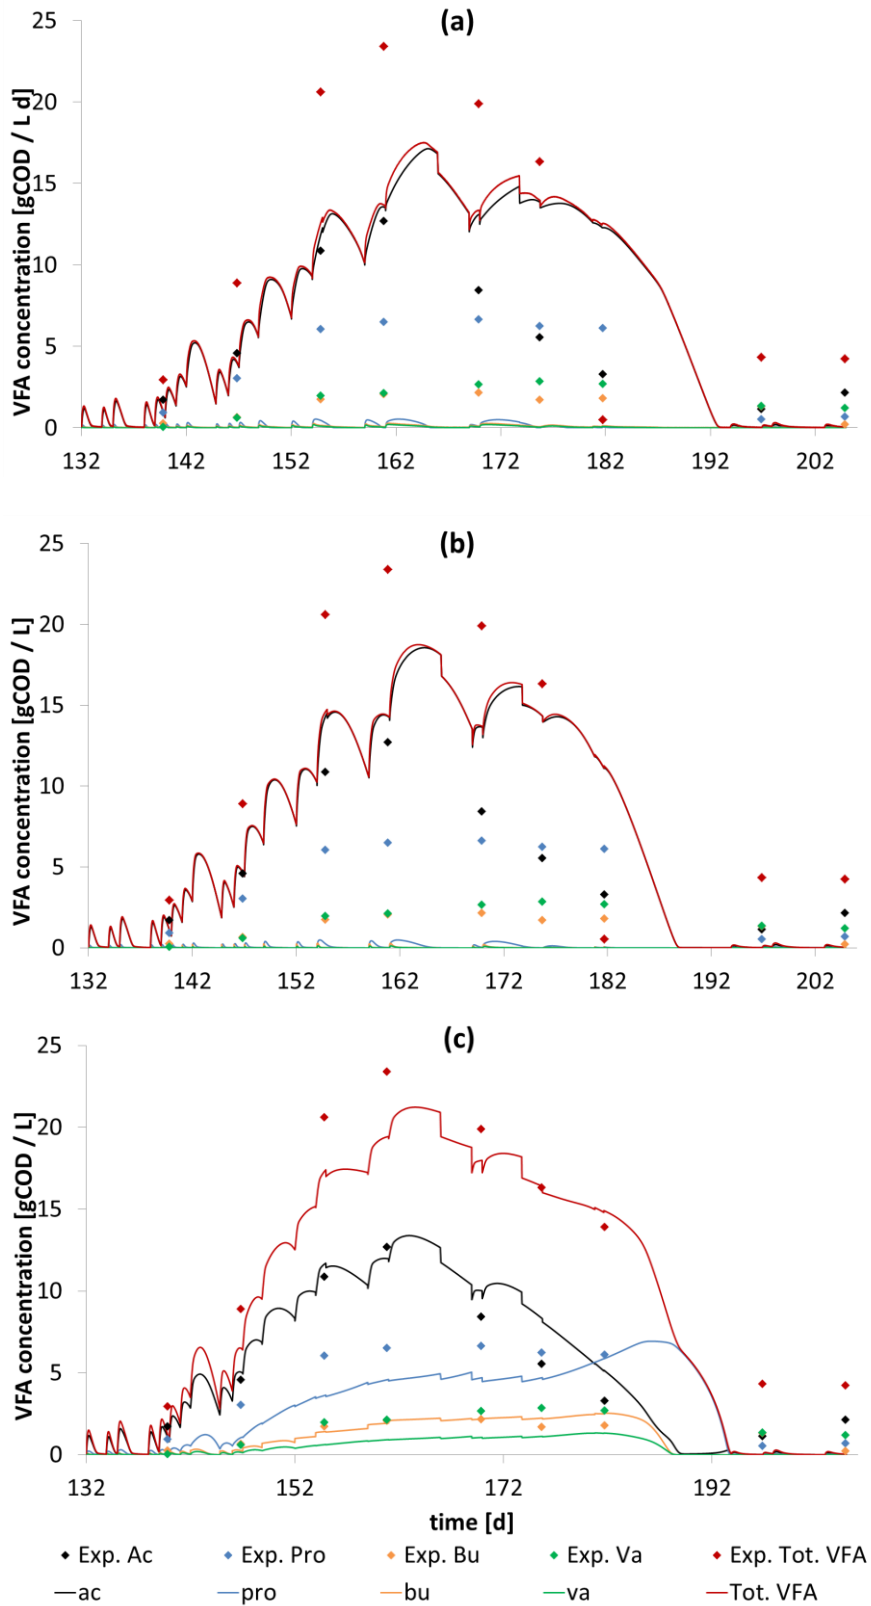 (a)
VFA concentration [gCOD / L d]
25
20
15
10
5
0
132 142 152 162 172 182 192 202
(b)
VFA concentration [gCOD / L]
25
20
15
10
5
0
132 142 152 162 172 182 192 202
(c)
VFA concentration [gCOD / L]
25
20
15
10
5
0
132 152 172 192
time [d]
Exp. Ac Exp. Pro Exp. Bu Exp. Va Exp. Tot. VFA
ac pro bu va Tot. VFA